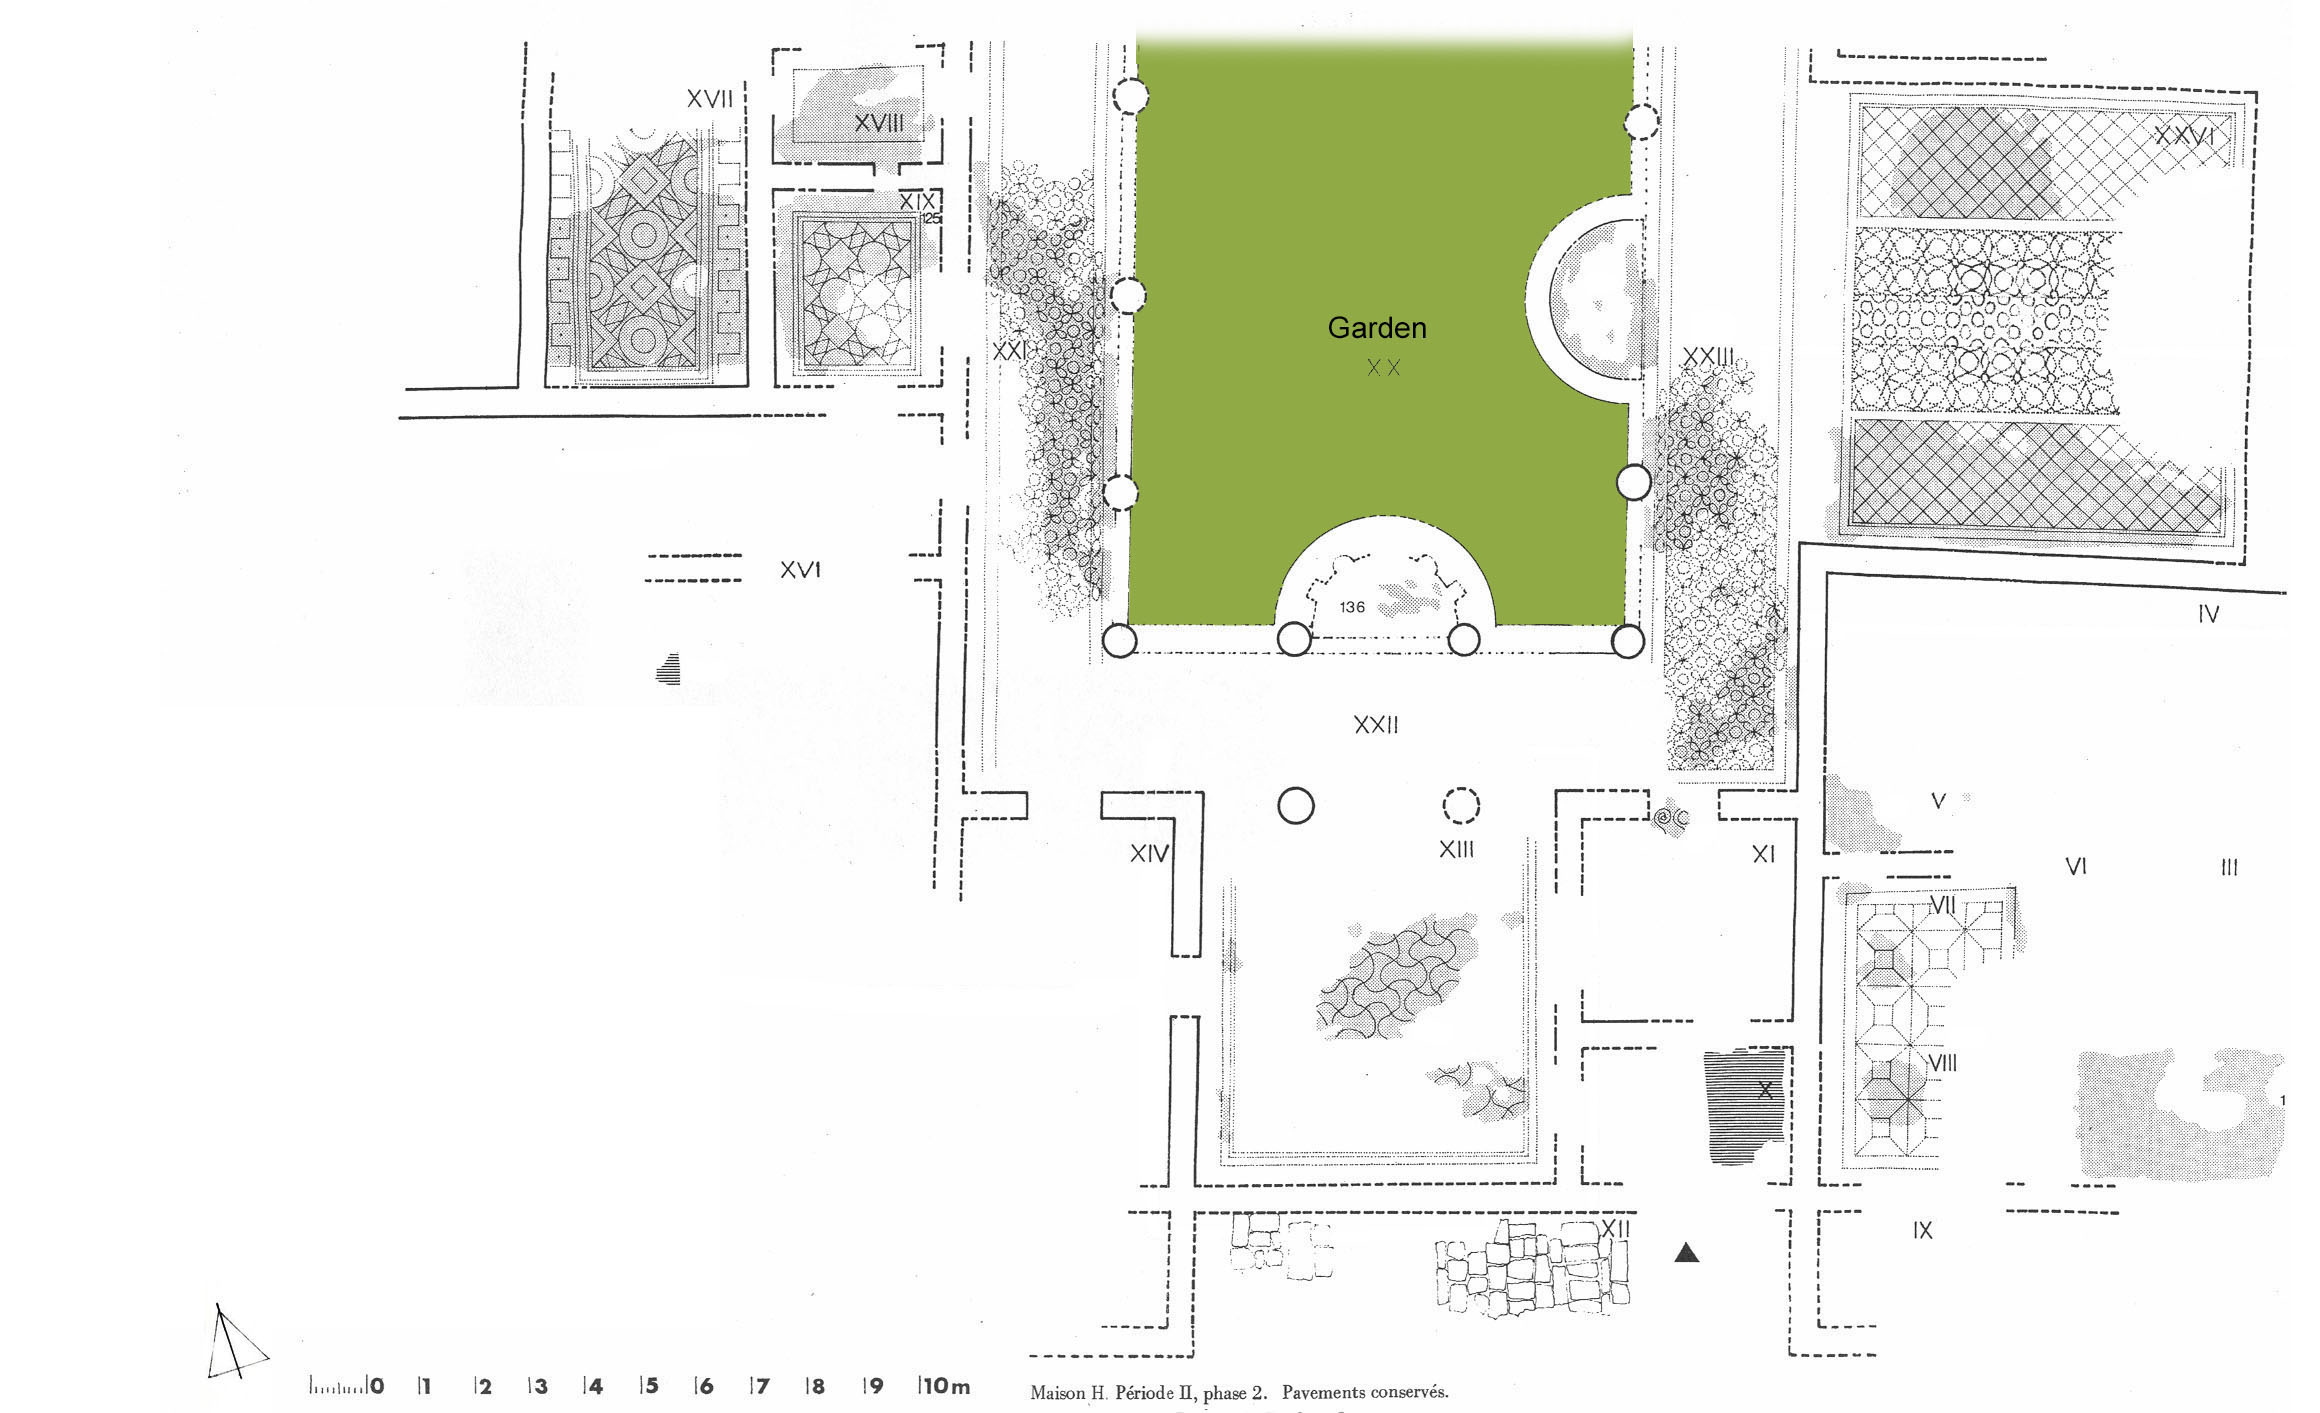 XVII
XVIII
XXVI
XIX
125
Garden
XX
XXI
XXIII
XVI
136
IV
XXII
V
XIV
XIII
XI
VI
III
VII
VIII
X
1
XII
IX
0 1 2 3 4 5 6 7 8 9 10m
Maison H. Période II, phase 2. Pavements conservés.